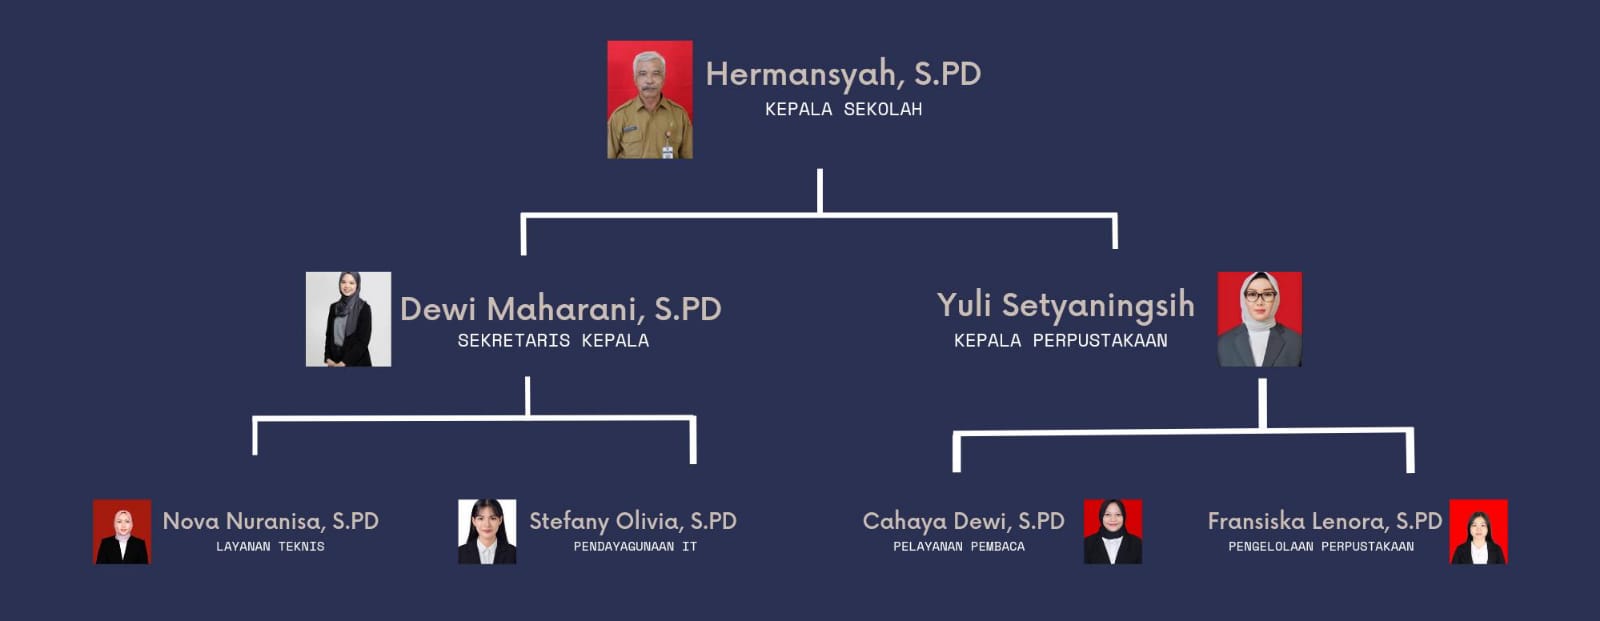 Hermansyah, S.PD
KEPALA SEKOLAH
Dewi Maharani, S.PD
SEKRETARIS KEPALA
Yuli Setyaningsih
KEPALA PERPUSTAKAAN
Nova Nuranisa, S.PD
LAYANAN TEKNIS
Stefany Olivia, S.PD
PENDAYAGUNAAN IT
Cahaya Dewi, S.PD
PELAYANAN PEMBACA
Fransiska Lenora, S.PD
PENGELOLAAN PERPUSTAKAAN